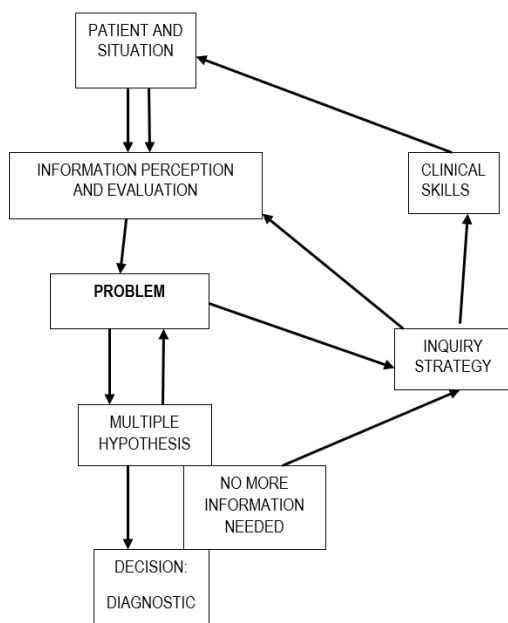 PATIENT AND
SITUATION
INFORMATION PERCEPTION
AND EVALUATION
CLINICAL
SKILLS
PROBLEM
INQUIRY
STRATEGY
MULTIPLE
HYPOTHESIS
NO MORE
INFORMATION
NEEDED
DECISION:
DIAGNOSTIC